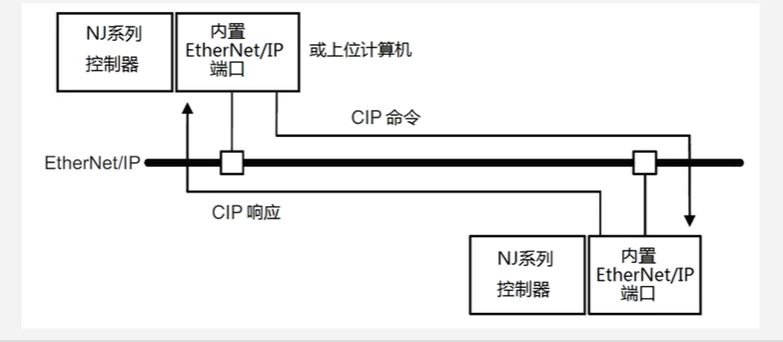 NJ系列
控制器
内置
EtherNet/IP
端口
或上位计算机
CIP 命令
EtherNet/IP
CIP 响应
NJ系列
控制器
内置
EtherNet/IP
端口